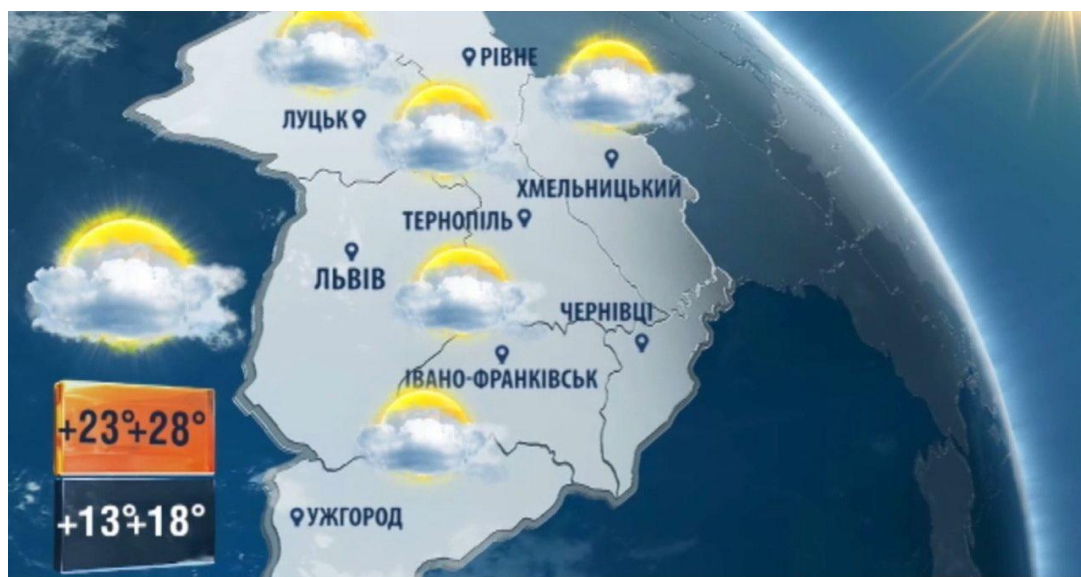 РІВНЕ
ЛУЦЬК
ХМЕЛЬНИЦЬКИЙ
ТЕРНОПІЛЬ
ЛЬВІВ
ЧЕРНІВЦІ
ІВАНО-ФРАНКІВСЬК
+23°+28°
+13°+18°
УЖГОРОД